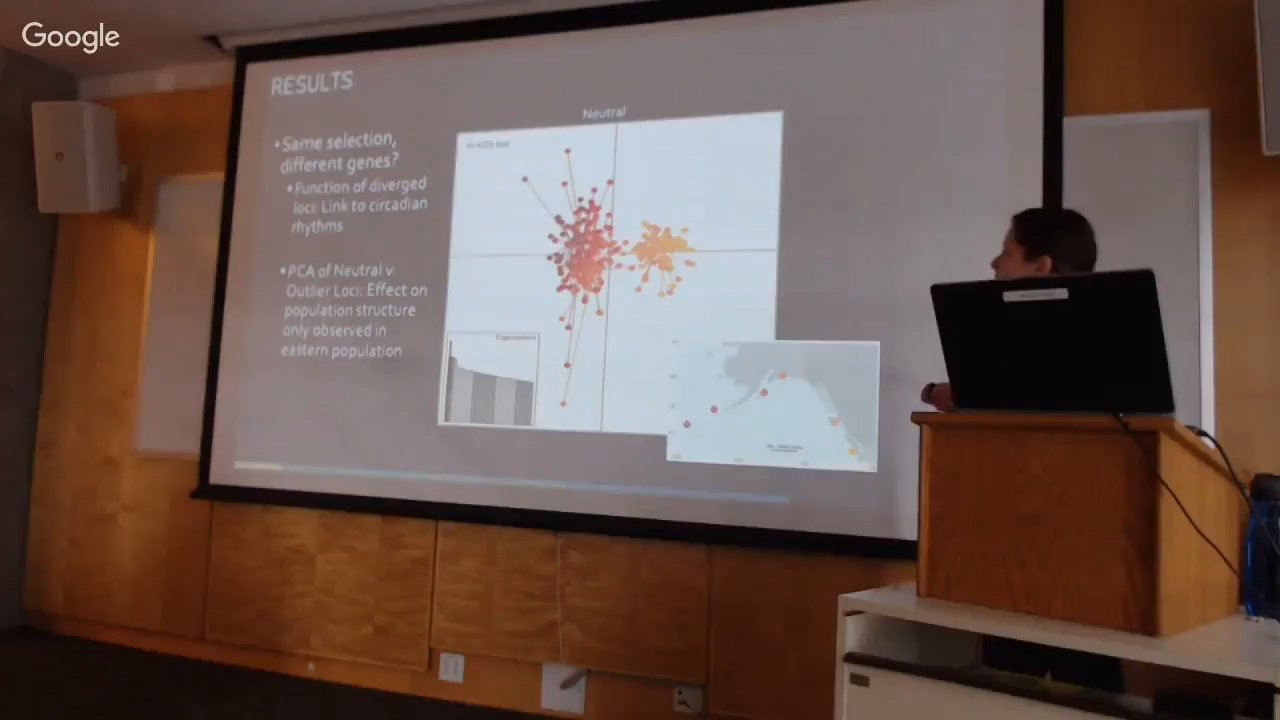 Google
RESULTS
Neutral
•Same selection,
different genes?
•Function of diverged
loci: Link to circadian
rhythms
•PCA of Neutral v.
Outlier Loci: Effect on
population structure
only observed in
eastern population
Eigenvalues